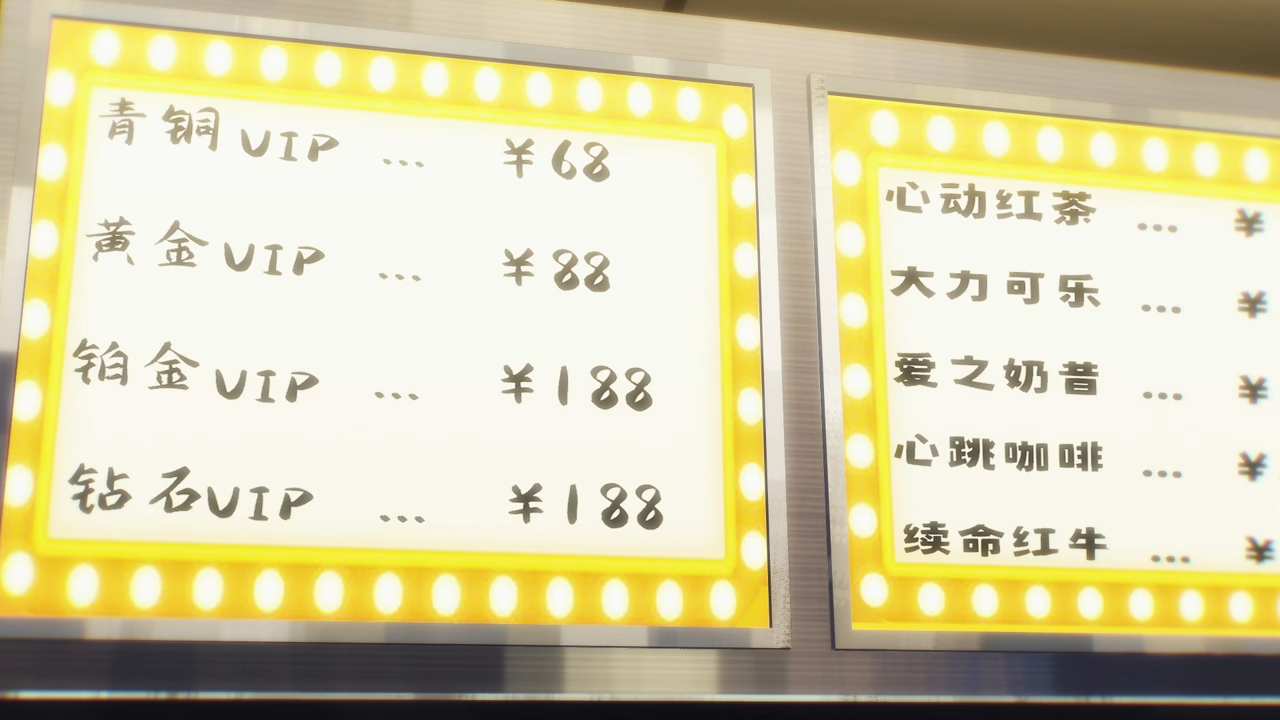 青铜VIP ... ¥68
黄金VIP ... ¥88
铂金VIP ... ¥188
钻石VIP ... ¥188
心动红茶 ... ¥
大力可乐 ... ¥
爱之奶昔 ... ¥
心跳咖啡 ... ¥
续命红牛 ... ¥